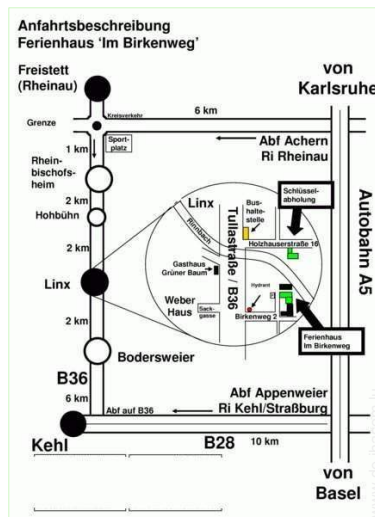 Anfahrtsbeschreibung
Ferienhaus 'Im Birkenweg'
Freistett
(Rheinau)
von
Karlsruhe
Grenze
Kreisverkehr
6 km
Sport-
platz
1 km
Abf Achern
Ri Rheinau
Rhein-
bischofs-
heim
2 km
Hohbühn
2 km
Linx
2 km
Bodersweier
B36
6 km
Linx
Rinnbach
Bus-
halte-
stelle
Schlüssel-
abholung
Holzhauserstraße 16
Tullastraße / B36
Gasthaus
Grüner Baum
Weber
Haus
Sack-
gasse
Hydrant
Birkenweg 2
Ferienhaus
Im Birkenweg
Autobahn A5
Abf Appenweier
Ri Kehl/Straßburg
Abf auf B36
Kehl
B28
10 km
von
Basel